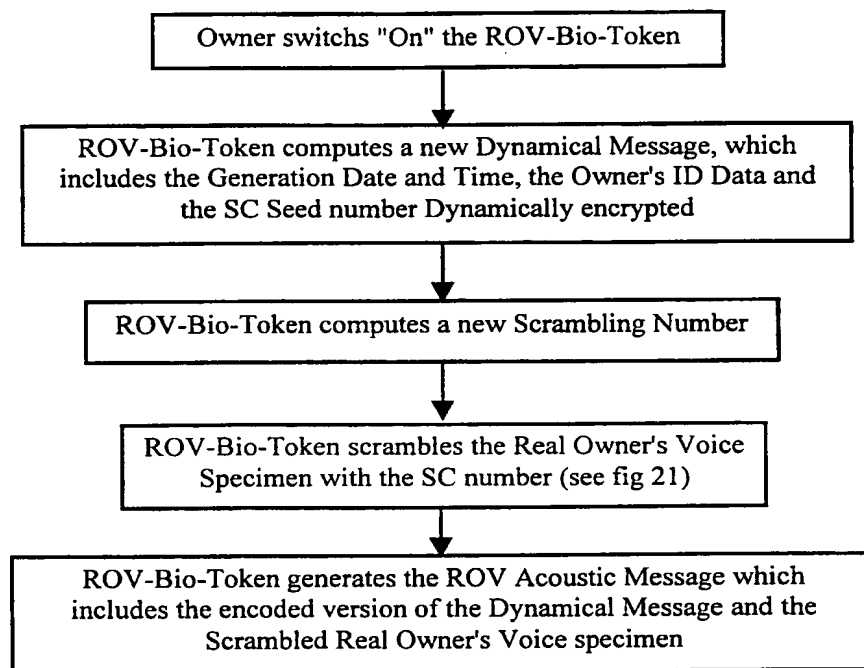 Owner switchs "On" the ROV-Bio-Token
ROV-Bio-Token computes a new Dynamical Message, which
includes the Generation Date and Time, the Owner's ID Data and
the SC Seed number Dynamically encrypted
ROV-Bio-Token computes a new Scrambling Number
ROV-Bio-Token scrambles the Real Owner's Voice
Specimen with the SC number (see fig 21)
ROV-Bio-Token generates the ROV Acoustic Message which
includes the encoded version of the Dynamical Message and the
Scrambled Real Owner's Voice specimen